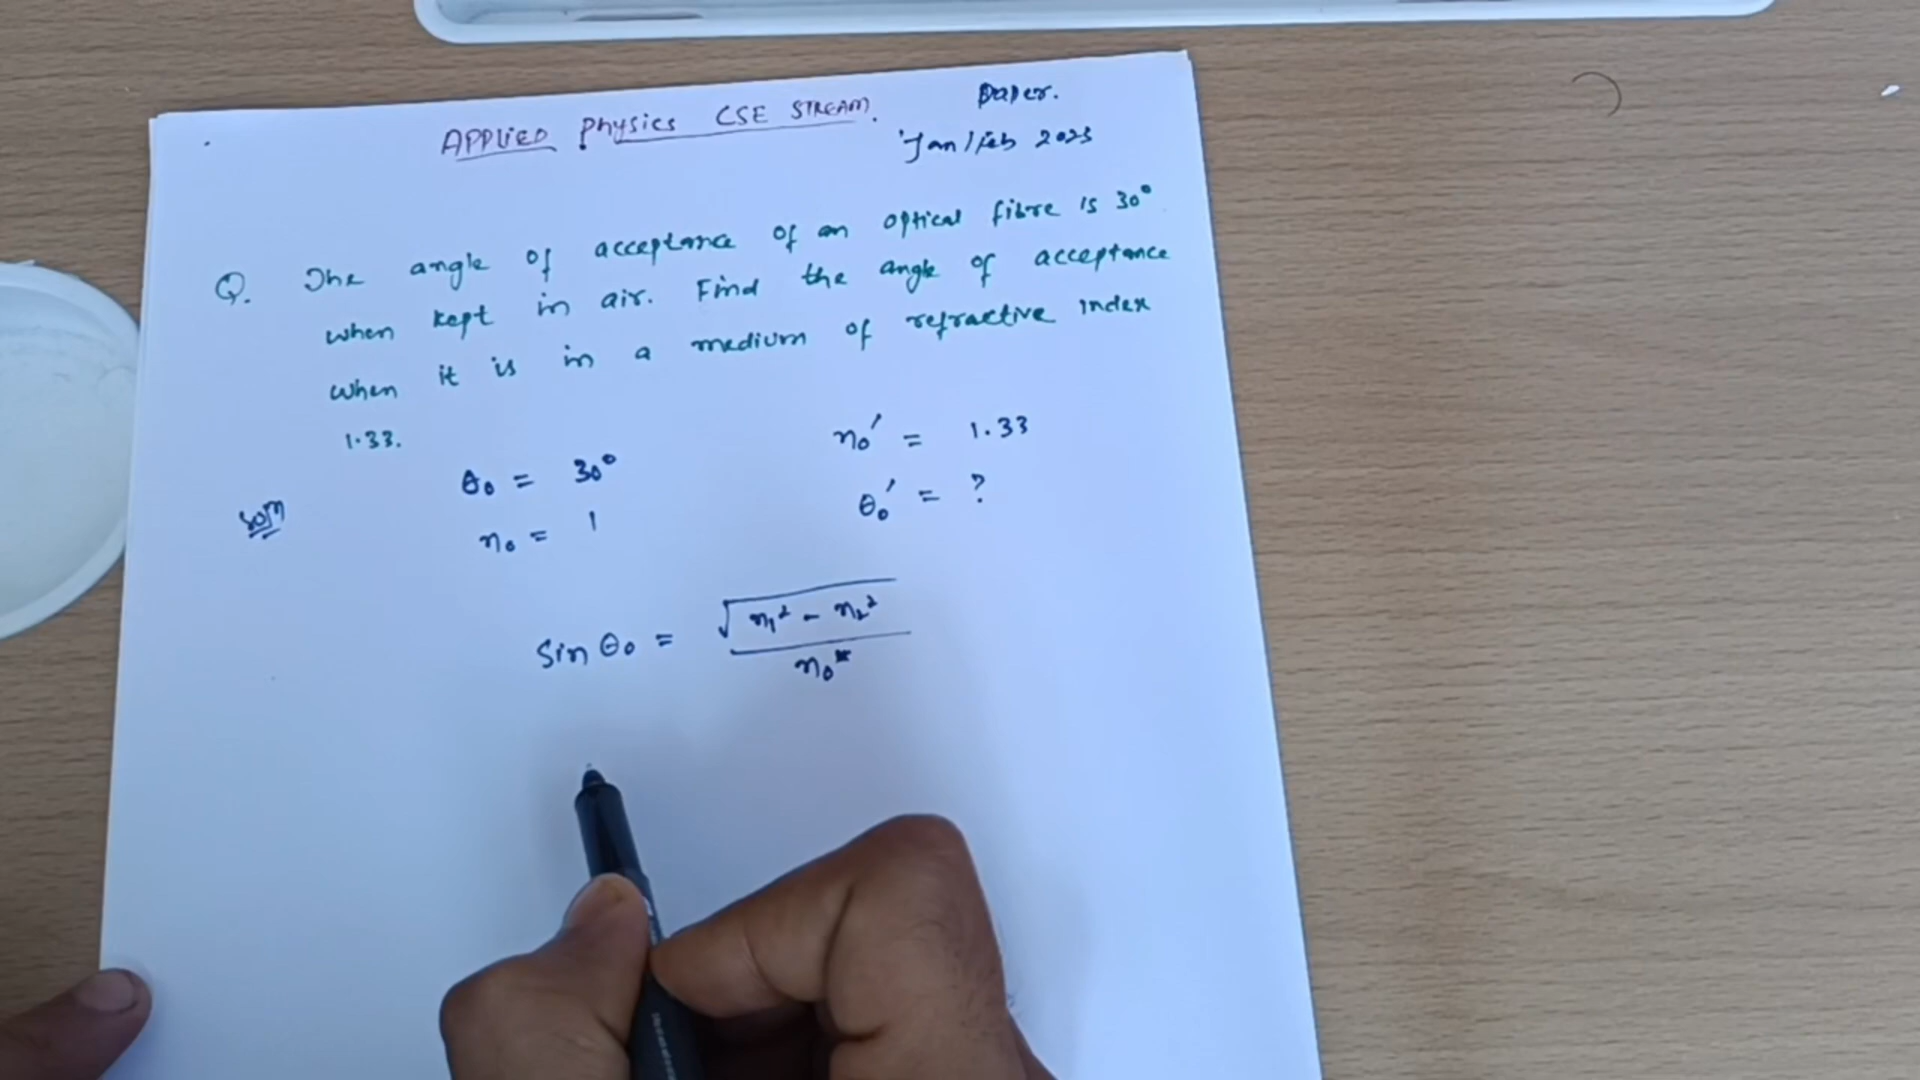 APPLIED Physics CSE STREAM.
Paper.
Jan/Feb 2023
Q. The angle of acceptance of an optical fibre is 30°
when kept in air. Find the angle of acceptance
when it is in a medium of refractive index
1.33.
Soln
θ₀ = 30°
n₀ = 1
n₀' = 1.33
θ₀' = ?
Sin θ₀ = √(n₁² - n₂²) / n₀